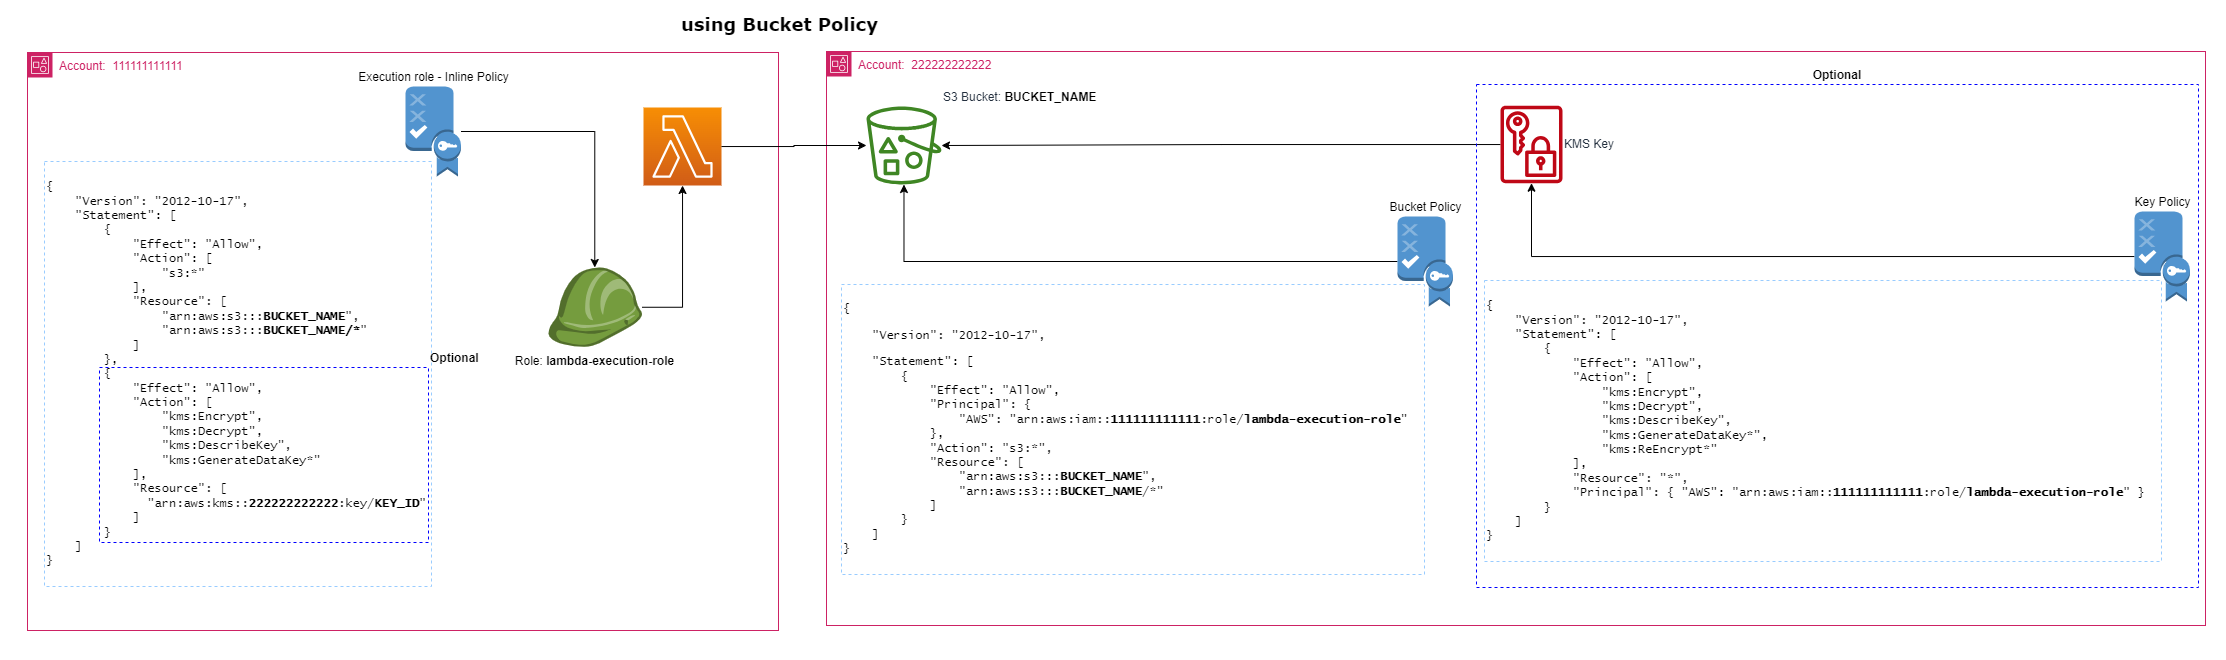 using Bucket Policy
Account: 111111111111
Execution role - Inline Policy
{
"Version": "2012-10-17",
"Statement": [
{
"Effect": "Allow",
"Action": [
"s3:*"
],
"Resource": [
"arn:aws:s3:::BUCKET_NAME",
"arn:aws:s3:::BUCKET_NAME/*"
]
},
Optional
{
"Effect": "Allow",
"Action": [
"kms:Encrypt",
"kms:Decrypt",
"kms:DescribeKey",
"kms:GenerateDataKey*"
],
"Resource": [
"arn:aws:kms::222222222222:key/KEY_ID"
]
}
]
}
Role: lambda-execution-role
Account: 222222222222
S3 Bucket: BUCKET_NAME
Bucket Policy
{
"Version": "2012-10-17",
"Statement": [
{
"Effect": "Allow",
"Principal": {
"AWS": "arn:aws:iam::111111111111:role/lambda-execution-role"
},
"Action": "s3:*",
"Resource": [
"arn:aws:s3:::BUCKET_NAME",
"arn:aws:s3:::BUCKET_NAME/*"
]
}
]
}
Optional
KMS Key
Key Policy
{
"Version": "2012-10-17",
"Statement": [
{
"Effect": "Allow",
"Action": [
"kms:Encrypt",
"kms:Decrypt",
"kms:DescribeKey",
"kms:GenerateDataKey*",
"kms:ReEncrypt*"
],
"Resource": "*",
"Principal": { "AWS": "arn:aws:iam::111111111111:role/lambda-execution-role" }
}
]
}